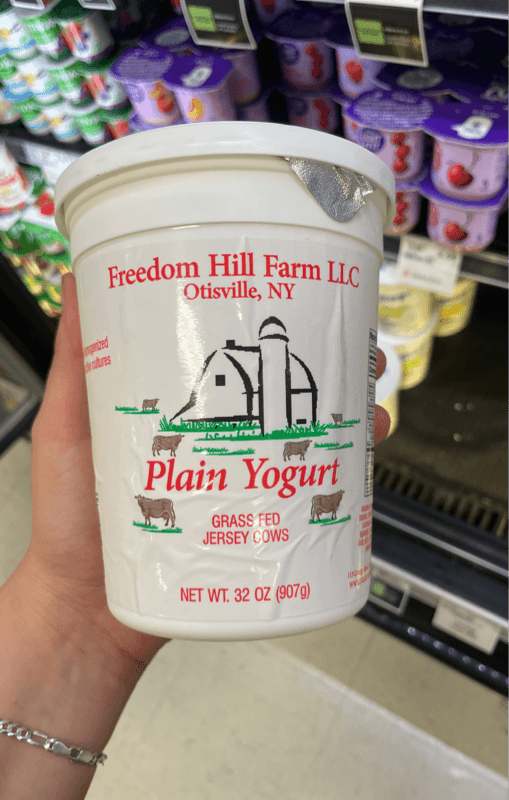 Freedom Hill Farm LLC
Otisville, NY
Plain Yogurt
GRASS FED
JERSEY COWS
NET WT. 32 OZ (907g)